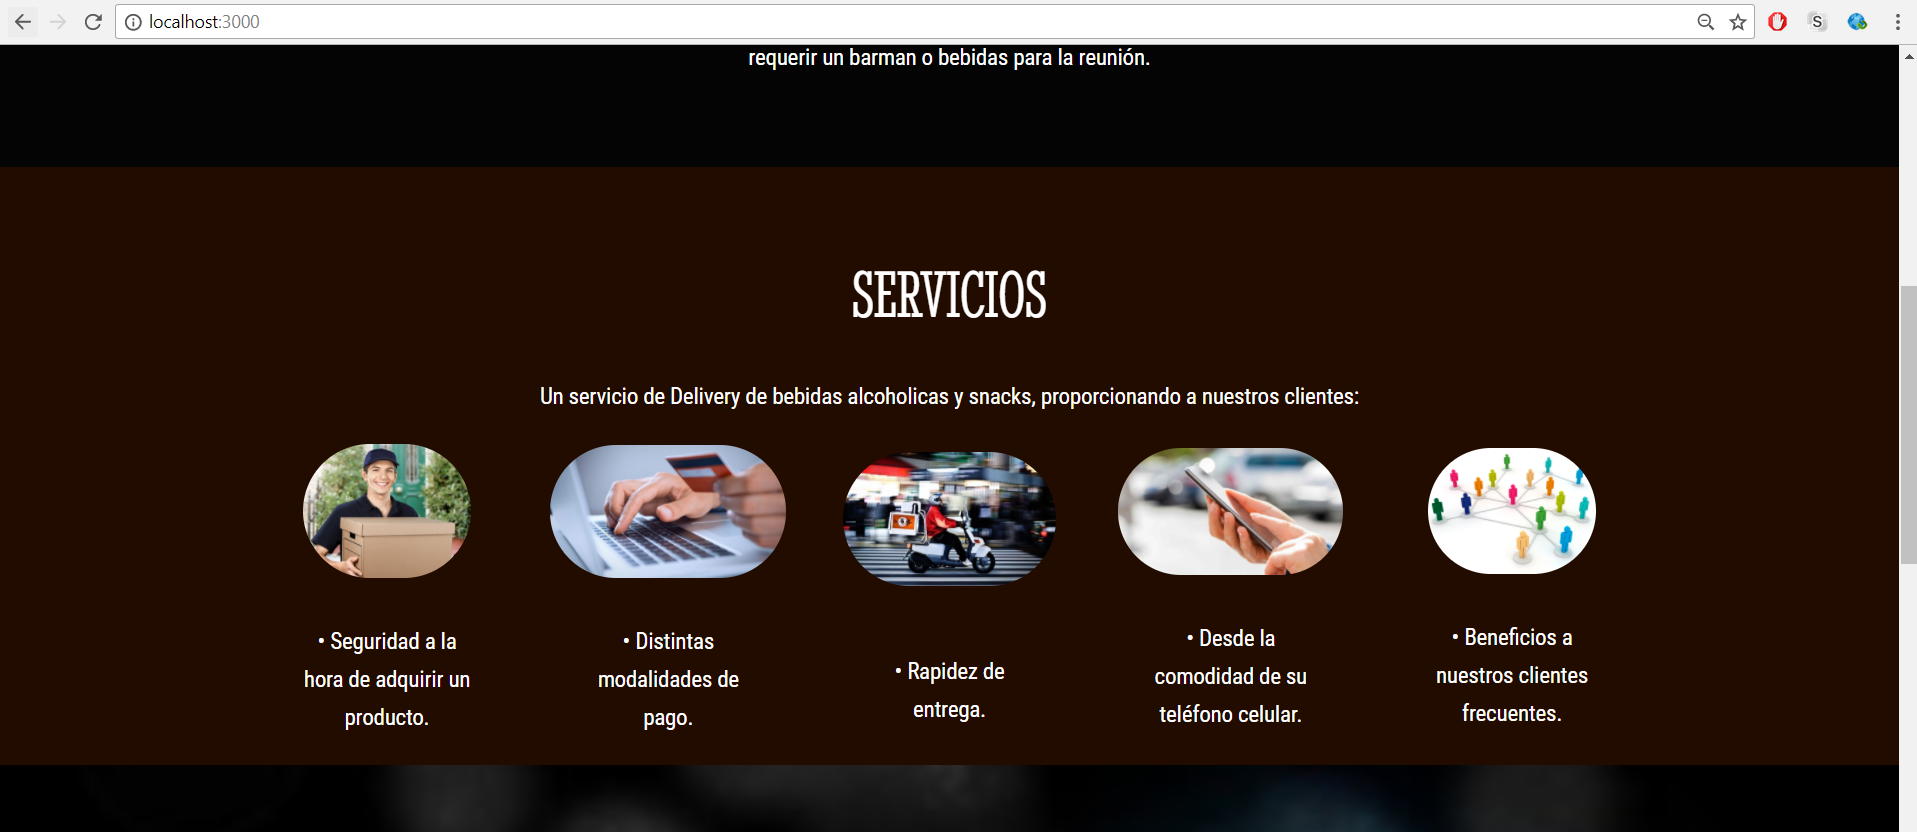 localhost:3000
S
requerir un barman o bebidas para la reunión.
SERVICIOS
Un servicio de Delivery de bebidas alcoholicas y snacks, proporcionando a nuestros clientes:
• Seguridad a la
hora de adquirir un
producto.
• Distintas
modalidades de
pago.
• Rapidez de
entrega.
• Desde la
comodidad de su
teléfono celular.
• Beneficios a
nuestros clientes
frecuentes.